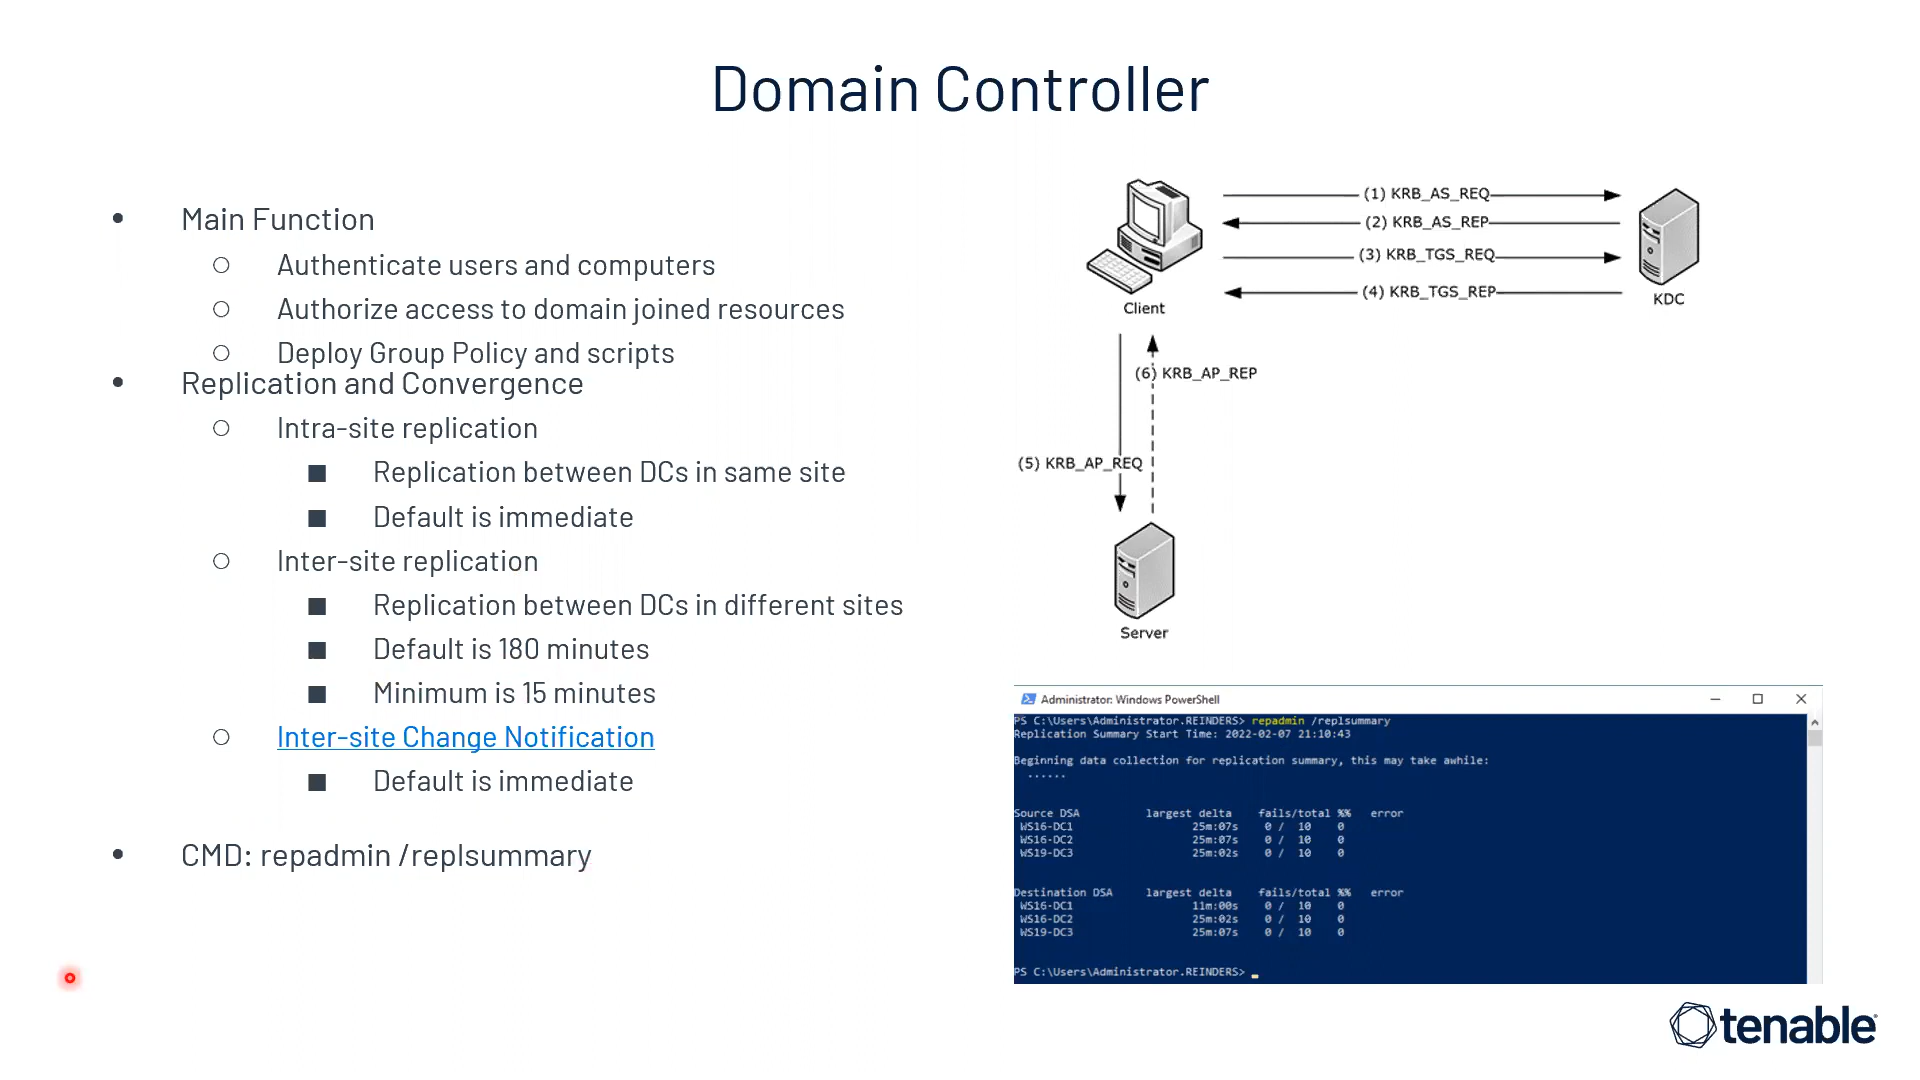 Domain Controller
• Main Function
○ Authenticate users and computers
○ Authorize access to domain joined resources
○ Deploy Group Policy and scripts
• Replication and Convergence
○ Intra-site replication
■ Replication between DCs in same site
■ Default is immediate
○ Inter-site replication
■ Replication between DCs in different sites
■ Default is 180 minutes
■ Minimum is 15 minutes
○ Inter-site Change Notification
■ Default is immediate
• CMD: repadmin /replsummary
(1) KRB_AS_REQ
(2) KRB_AS_REP
(3) KRB_TGS_REQ
(4) KRB_TGS_REP
Client
KDC
(6) KRB_AP_REP
(5) KRB_AP_REQ
Server
Administrator: Windows PowerShell
PS C:\Users\Administrator.REINDERS> repadmin /replsummary
Replication Summary Start Time: 2022-02-07 21:10:43
Beginning data collection for replication summary, this may take awhile:
......
Source DSA largest delta fails/total %% error
WS16-DC1 25m:07s 0 / 10 0
WS16-DC2 25m:07s 0 / 10 0
WS19-DC3 25m:02s 0 / 10 0
Destination DSA largest delta fails/total %% error
WS16-DC1 11m:00s 0 / 10 0
WS16-DC2 25m:02s 0 / 10 0
WS19-DC3 25m:07s 0 / 10 0
PS C:\Users\Administrator.REINDERS> _
tenable